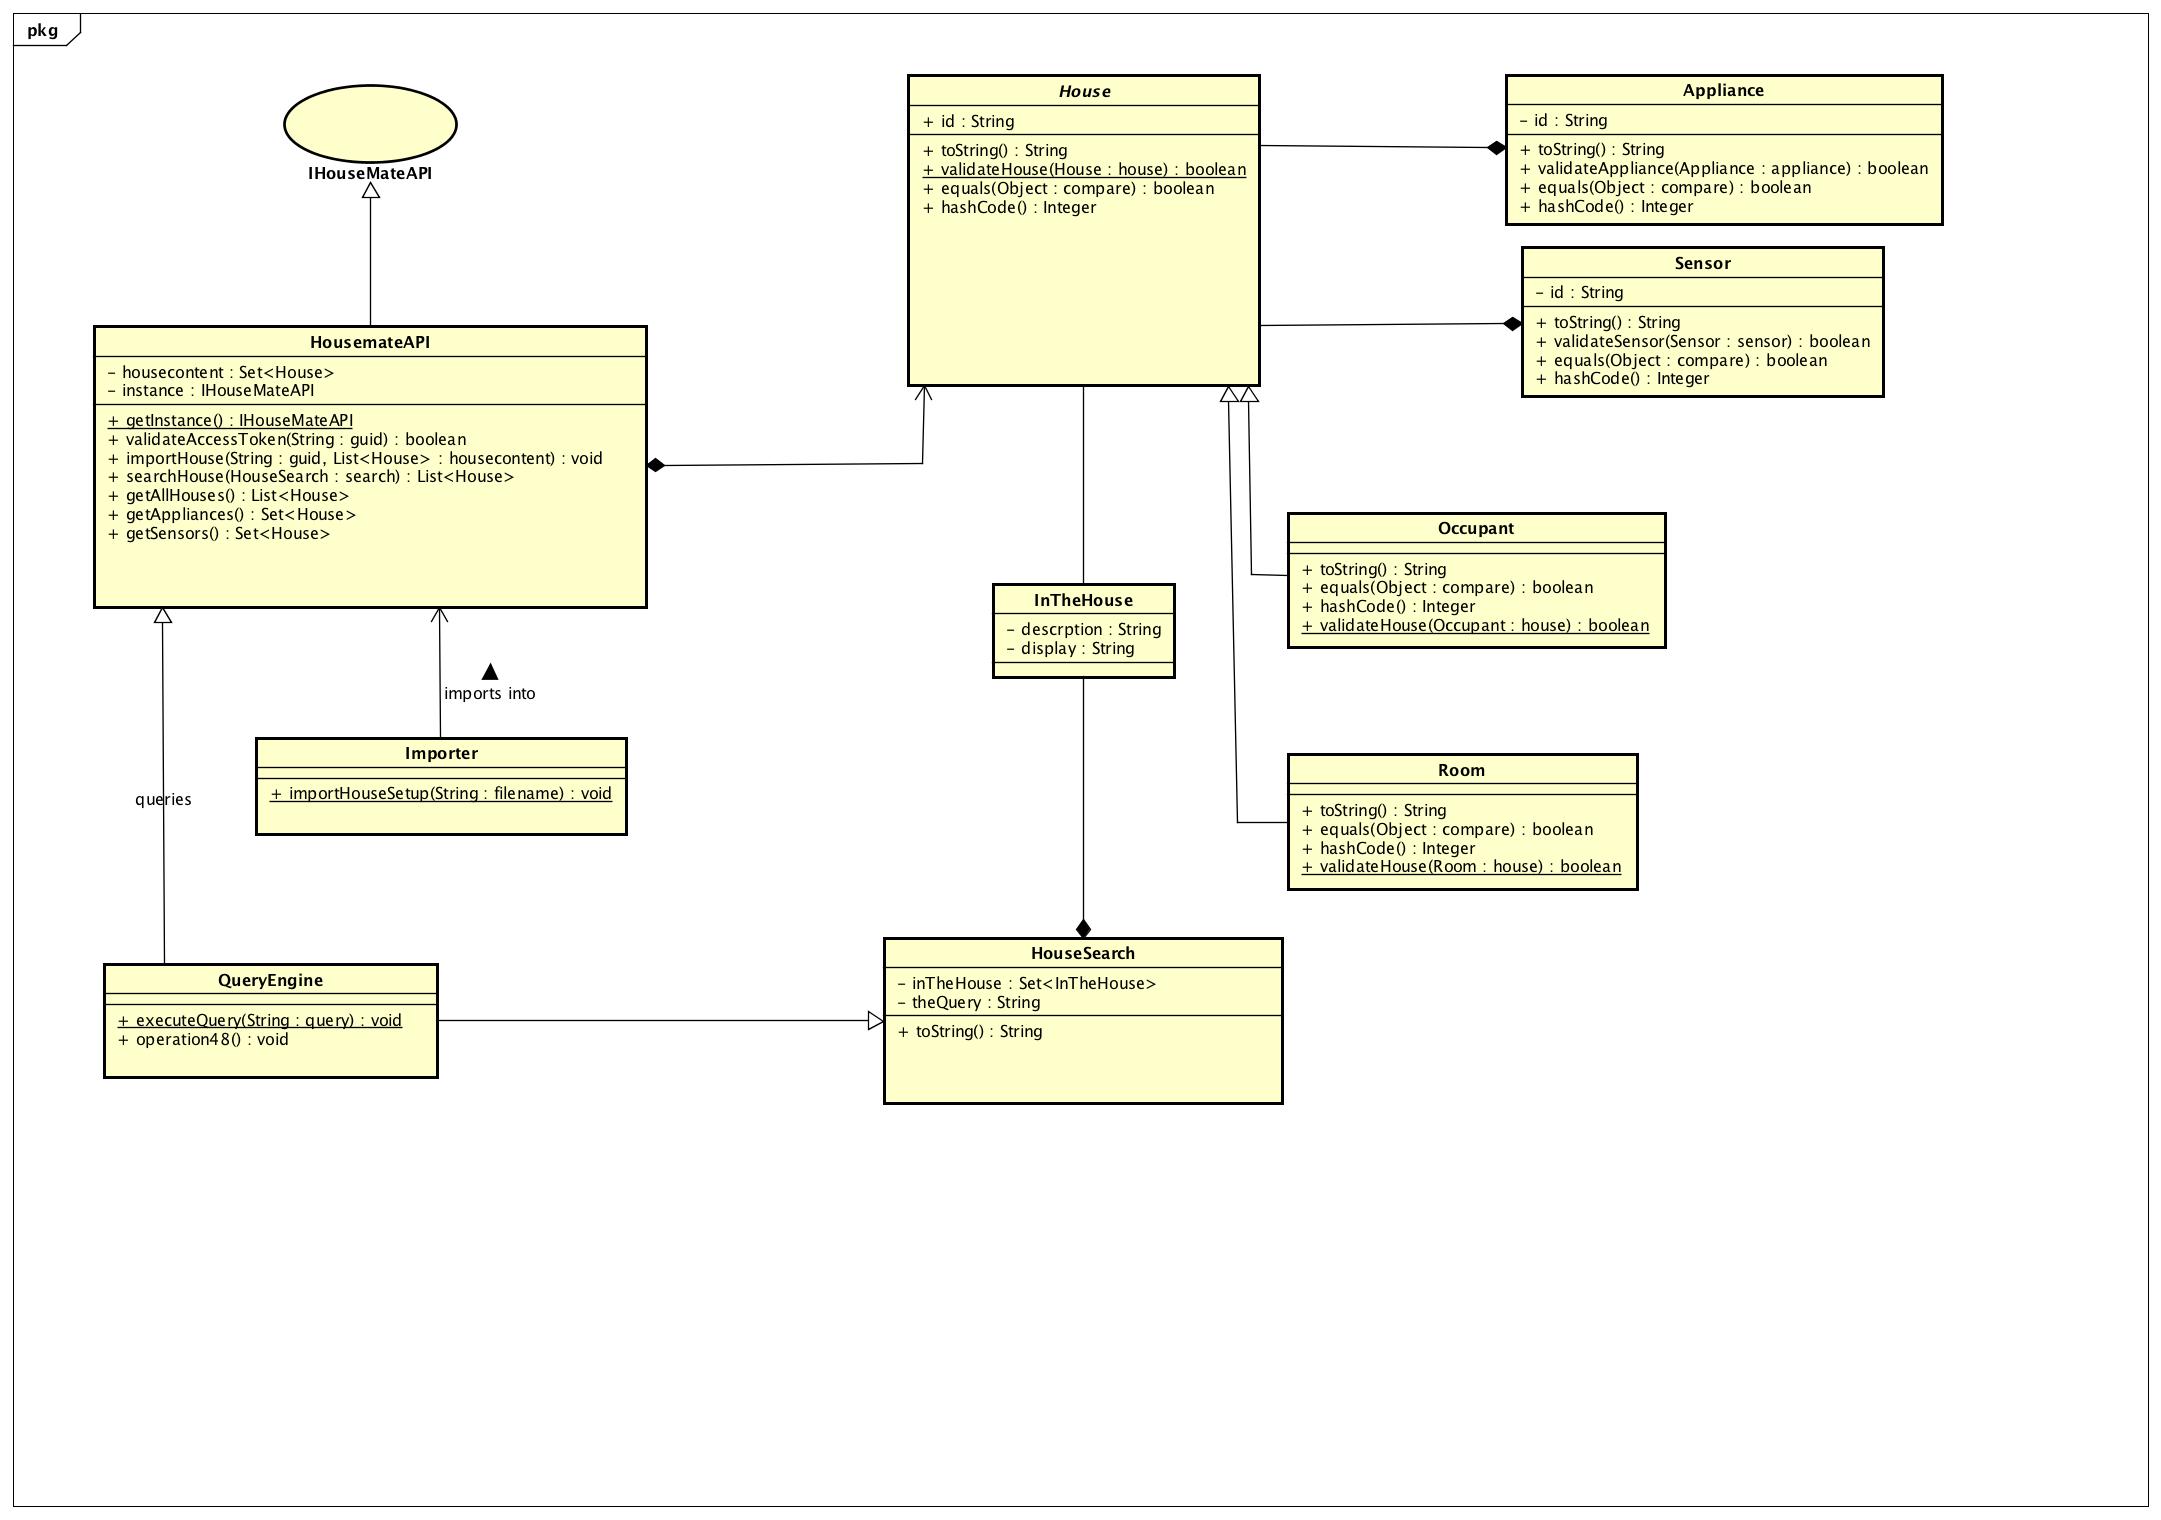 pkg
IHouseMateAPI
House
+ id : String
+ toString() : String
+ validateHouse(House : house) : boolean
+ equals(Object : compare) : boolean
+ hashCode() : Integer
Appliance
- id : String
+ toString() : String
+ validateAppliance(Appliance : appliance) : boolean
+ equals(Object : compare) : boolean
+ hashCode() : Integer
Sensor
- id : String
+ toString() : String
+ validateSensor(Sensor : sensor) : boolean
+ equals(Object : compare) : boolean
+ hashCode() : Integer
HousemateAPI
- housecontent : Set<House>
- instance : IHouseMateAPI
+ getInstance() : IHouseMateAPI
+ validateAccessToken(String : guid) : boolean
+ importHouse(String : guid, List<House> : housecontent) : void
+ searchHouse(HouseSearch : search) : List<House>
+ getAllHouses() : List<House>
+ getAppliances() : Set<House>
+ getSensors() : Set<House>
Occupant
+ toString() : String
+ equals(Object : compare) : boolean
+ hashCode() : Integer
+ validateHouse(Occupant : house) : boolean
InTheHouse
- descrption : String
- display : String
imports into
Importer
+ importHouseSetup(String : filename) : void
queries
Room
+ toString() : String
+ equals(Object : compare) : boolean
+ hashCode() : Integer
+ validateHouse(Room : house) : boolean
QueryEngine
+ executeQuery(String : query) : void
+ operation48() : void
HouseSearch
- inTheHouse : Set<InTheHouse>
- theQuery : String
+ toString() : String